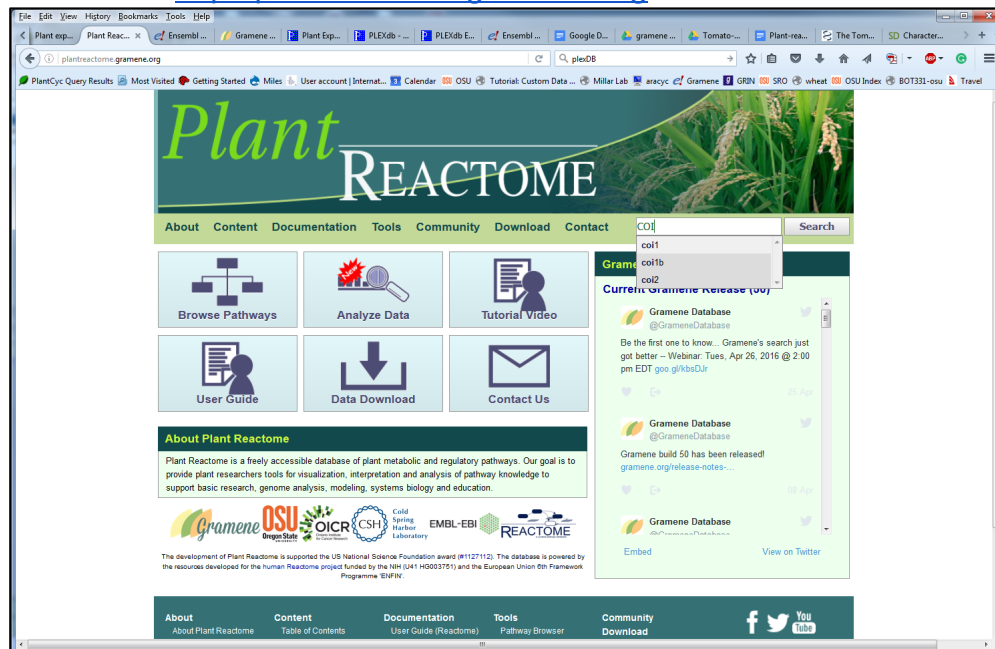 File Edit View History Bookmarks Tools Help
Plant exp... Plant Reac... × Ensembl ... Gramene ... Plant Exp... PLEXdb - ... PLEXdb E... Ensembl ... Google D... gramene ... Tomato-... Plant-rea... The Tom... SD Character...
plantreactome.gramene.org plexDB
PlantCyc Query Results Most Visited Getting Started Miles User account | Internat... Calendar OSU Tutorial: Custom Data ... Millar Lab aracyc Gramene GRIN SRO wheat OSU Index BOT331-osu Travel
Plant
REACTOME
About Content Documentation Tools Community Download Contact COI Search
coi1
coi1b
coi2
Grame
Current Gramene Release (50)
Browse Pathways
New
Analyze Data
Tutorial Video
User Guide
Data Download
Contact Us
Gramene Database
@GrameneDatabase
Be the first one to know... Gramene's search just
got better -- Webinar: Tues, Apr 26, 2016 @ 2:00
pm EDT goo.gl/kbsDJr
25 Apr
Gramene Database
@GrameneDatabase
Gramene build 50 has been released!
gramene.org/release-notes-...
Gramene Database
Embed View on Twitter
About Plant Reactome
Plant Reactome is a freely accessible database of plant metabolic and regulatory pathways. Our goal is to
provide plant researchers tools for visualization, interpretation and analysis of pathway knowledge to
support basic research, genome analysis, modeling, systems biology and education.
Gramene
OSU
Oregon State
UNIVERSITY
OICR
Ontario Institute
for Cancer Research
CSH
Cold
Spring
Harbor
Laboratory
EMBL-EBI
REACTOME
The development of Plant Reactome is supported the US National Science Foundation award (#1127112). The database is powered by
the resources developed for the human Reactome project funded by the NIH (U41 HG003751) and the European Union 6th Framework
Programme 'ENFIN'.
About Content Documentation Tools Community
About Plant Reactome Table of Contents User Guide (Reactome) Pathway Browser Download
You
Tube